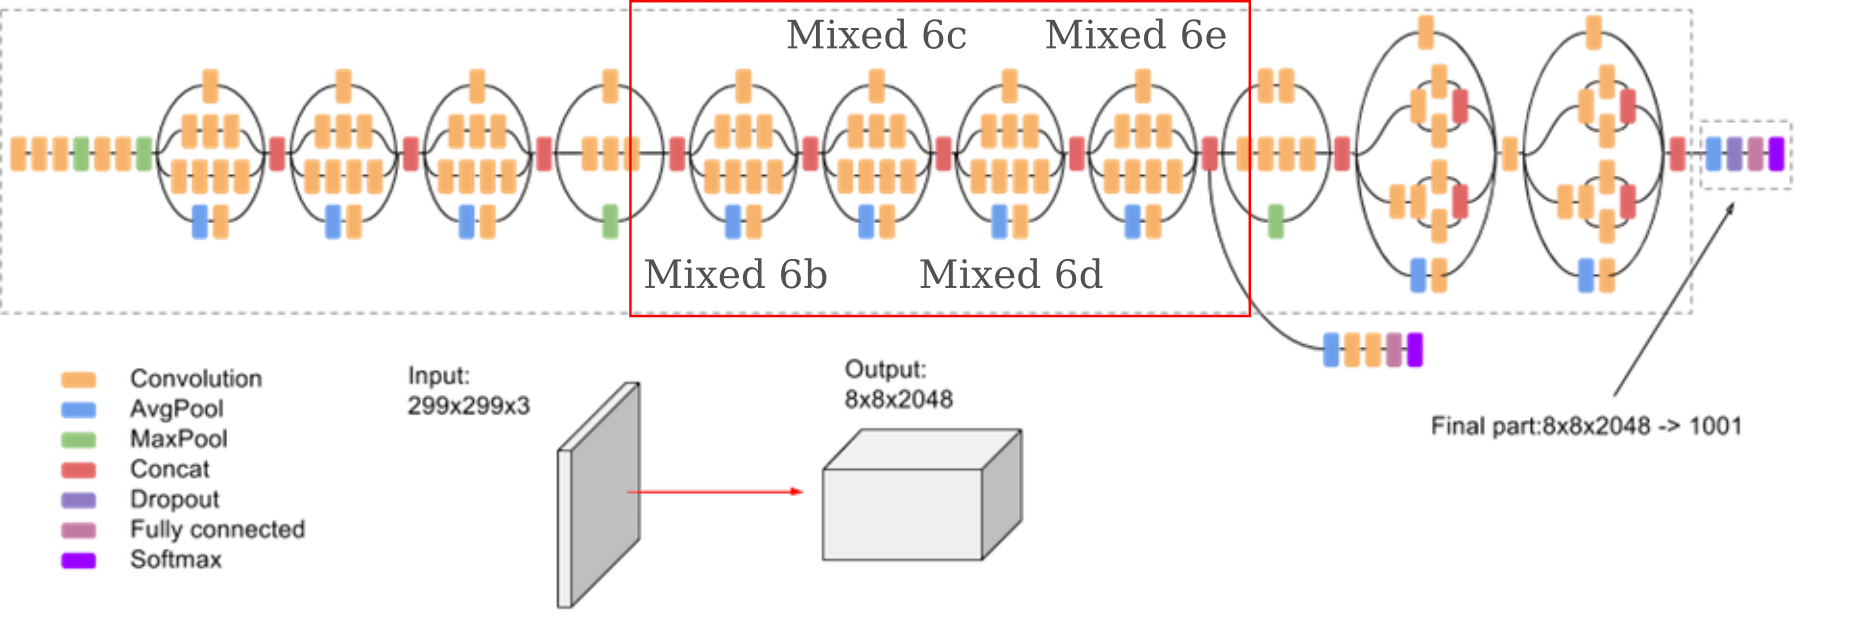 Mixed 6c
Mixed 6e
Mixed 6b
Mixed 6d
Convolution
AvgPool
MaxPool
Concat
Dropout
Fully connected
Softmax
Input:
299x299x3
Output:
8x8x2048
Final part:8x8x2048 -> 1001